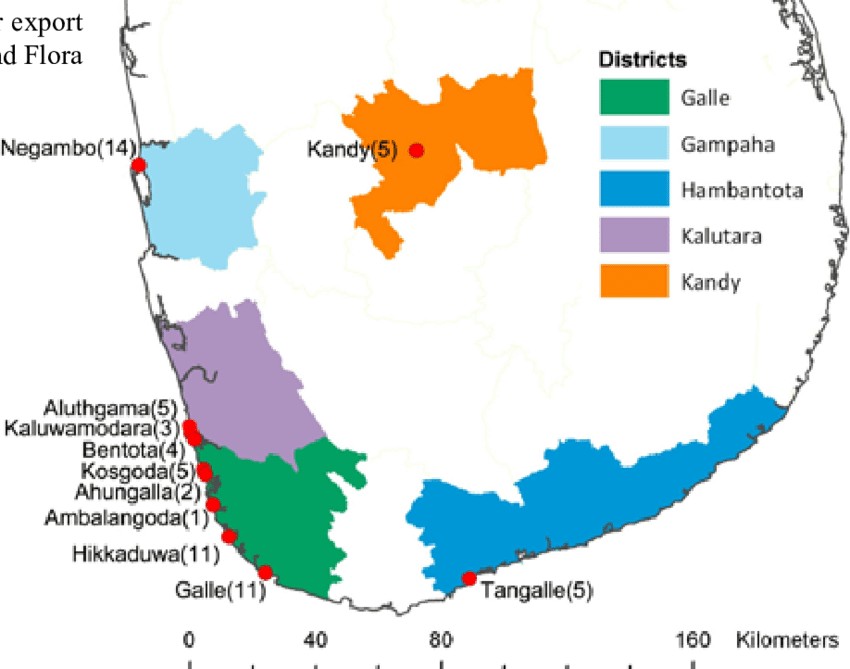 r export
nd Flora
Districts
Galle
Gampaha
Hambantota
Kalutara
Kandy
Negambo(14)
Kandy(5)
Aluthgama(5)
Kaluwamodara(3)
Bentota(4)
Kosgoda(5)
Ahungalla(2)
Ambalangoda(1)
Hikkaduwa(11)
Galle(11)
Tangalle(5)
0 40 80 160 Kilometers